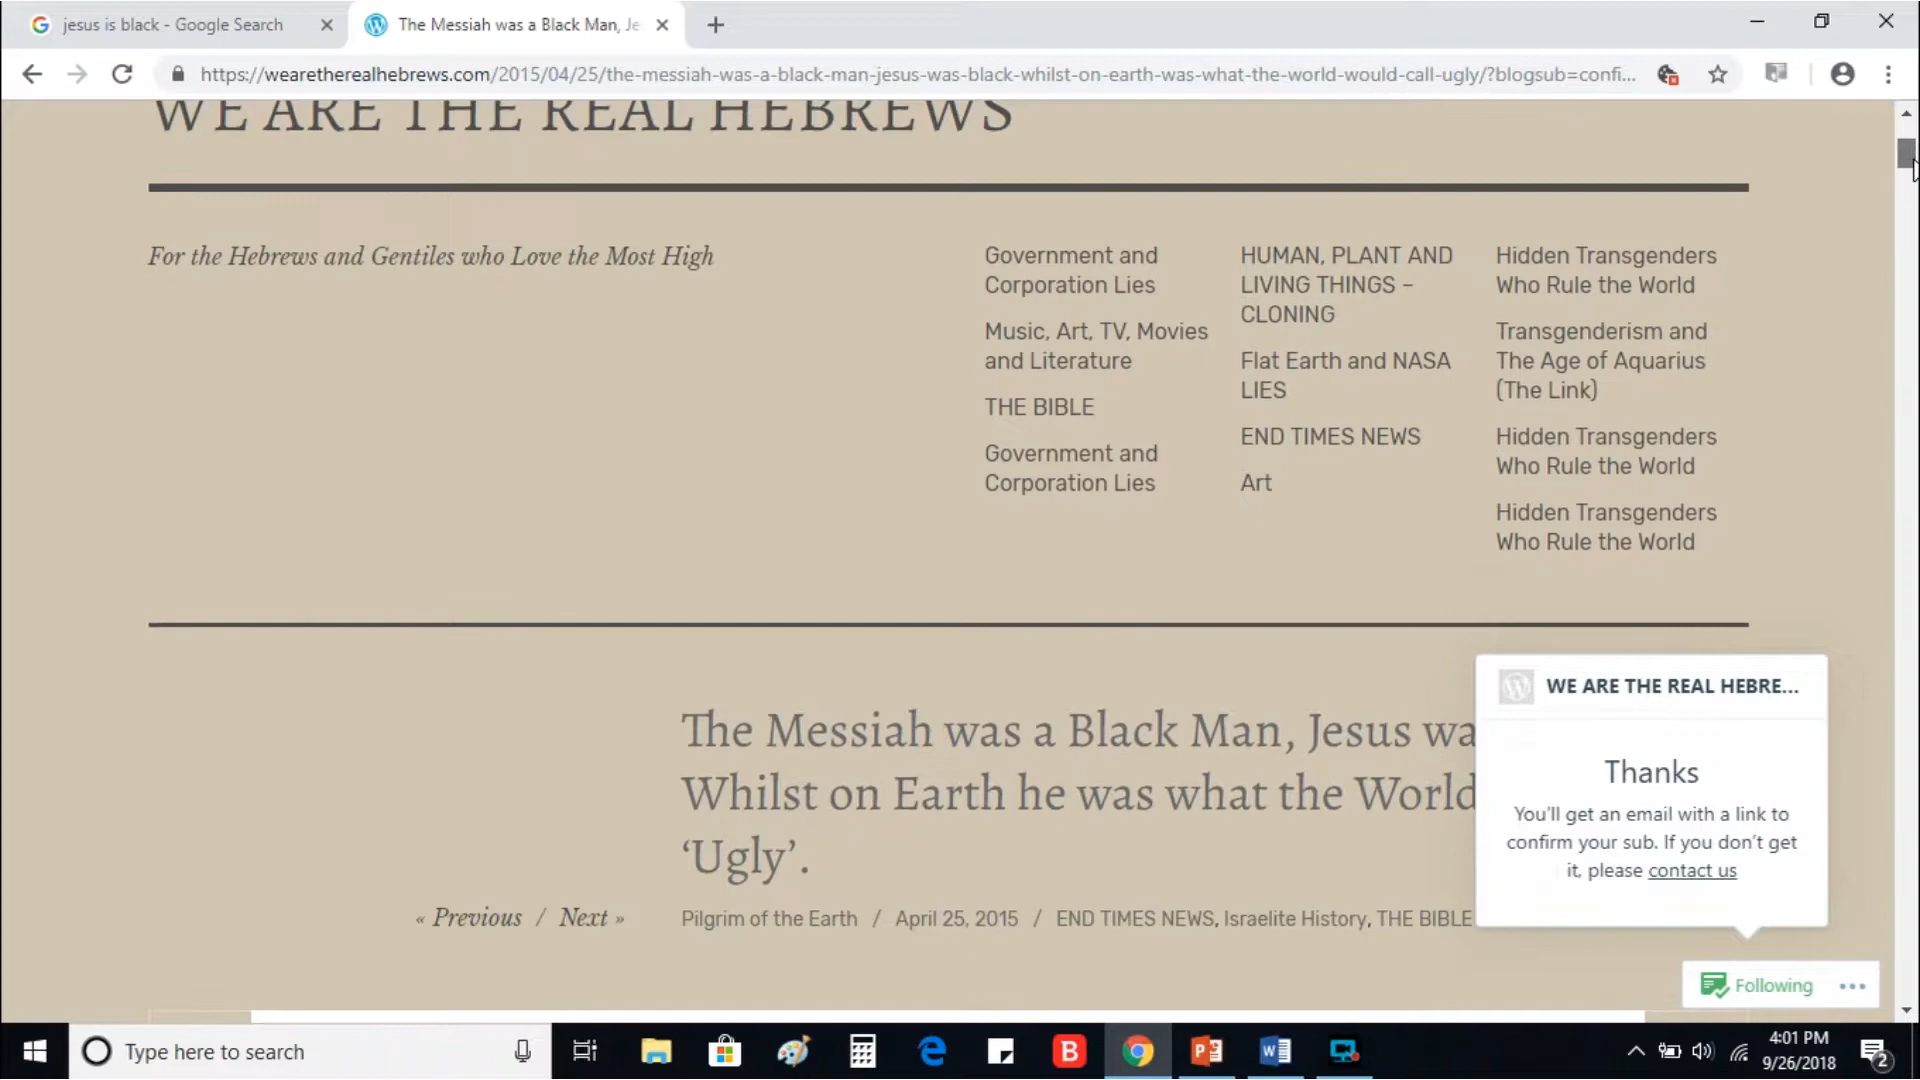 jesus is black - Google Search
The Messiah was a Black Man, Je
https://wearetherealhebrews.com/2015/04/25/the-messiah-was-a-black-man-jesus-was-black-whilst-on-earth-was-what-the-world-would-call-ugly/?blogsub=confi...
WE ARE THE REAL HEBREWS
For the Hebrews and Gentiles who Love the Most High
Government and
Corporation Lies
Music, Art, TV, Movies
and Literature
THE BIBLE
Government and
Corporation Lies
HUMAN, PLANT AND
LIVING THINGS –
CLONING
Flat Earth and NASA
LIES
END TIMES NEWS
Art
Hidden Transgenders
Who Rule the World
Transgenderism and
The Age of Aquarius
(The Link)
Hidden Transgenders
Who Rule the World
Hidden Transgenders
Who Rule the World
The Messiah was a Black Man, Jesus wa
Whilst on Earth he was what the World
‘Ugly’.
« Previous / Next »
Pilgrim of the Earth / April 25, 2015 / END TIMES NEWS, Israelite History, THE BIBLE
WE ARE THE REAL HEBRE...
Thanks
You'll get an email with a link to
confirm your sub. If you don't get
it, please contact us
Following
Type here to search
B
4:01 PM
9/26/2018
2